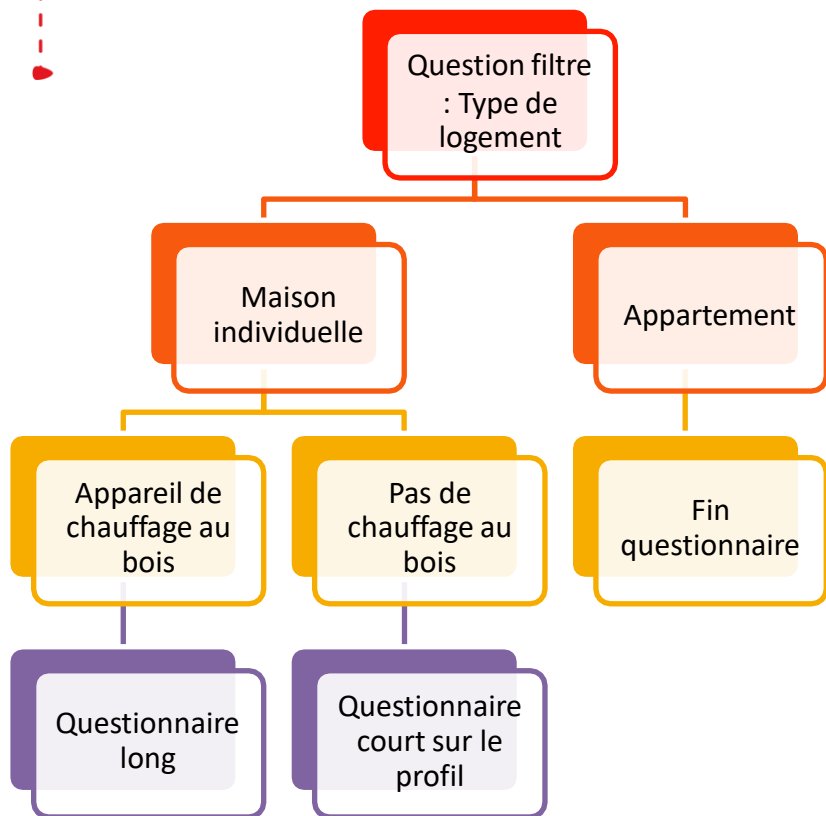 Question filtre
: Type de
logement
Maison
individuelle
Appartement
Appareil de
chauffage au
bois
Pas de
chauffage au
bois
Fin
questionnaire
Questionnaire
long
Questionnaire
court sur le
profil